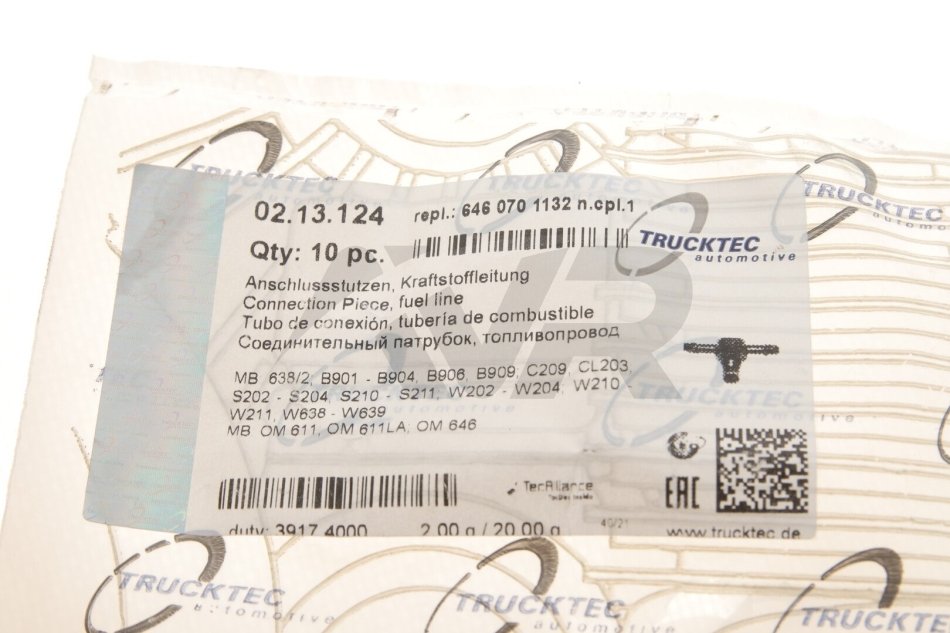 TRUCKTEC
TRUCKTEC
TRUCKTEC
02.13.124
repl.: 646 070 1132 n.cpl.1
Qty: 10 pc.
TRUCKTEC
automotive
Anschlussstutzen, Kraftstoffleitung
Connection Piece, fuel line
Tubo de conexión, tubería de combustible
Соединительный патрубок, топливопровод
MB 638/2, B901 - B904, B906, B909, C209, CL203,
S202 - S204, S210 - S211, W202 - W204, W210 -
W211, W638 - W639
MB OM 611, OM 611LA, OM 646
TecAlliance
EAC
duty: 3917 4000
2.00 g / 20.00 g
40/21
www.trucktec.de
TRUCKTEC
automotive
TRUCKTEC
automotive
TRUCKTEC
automotive